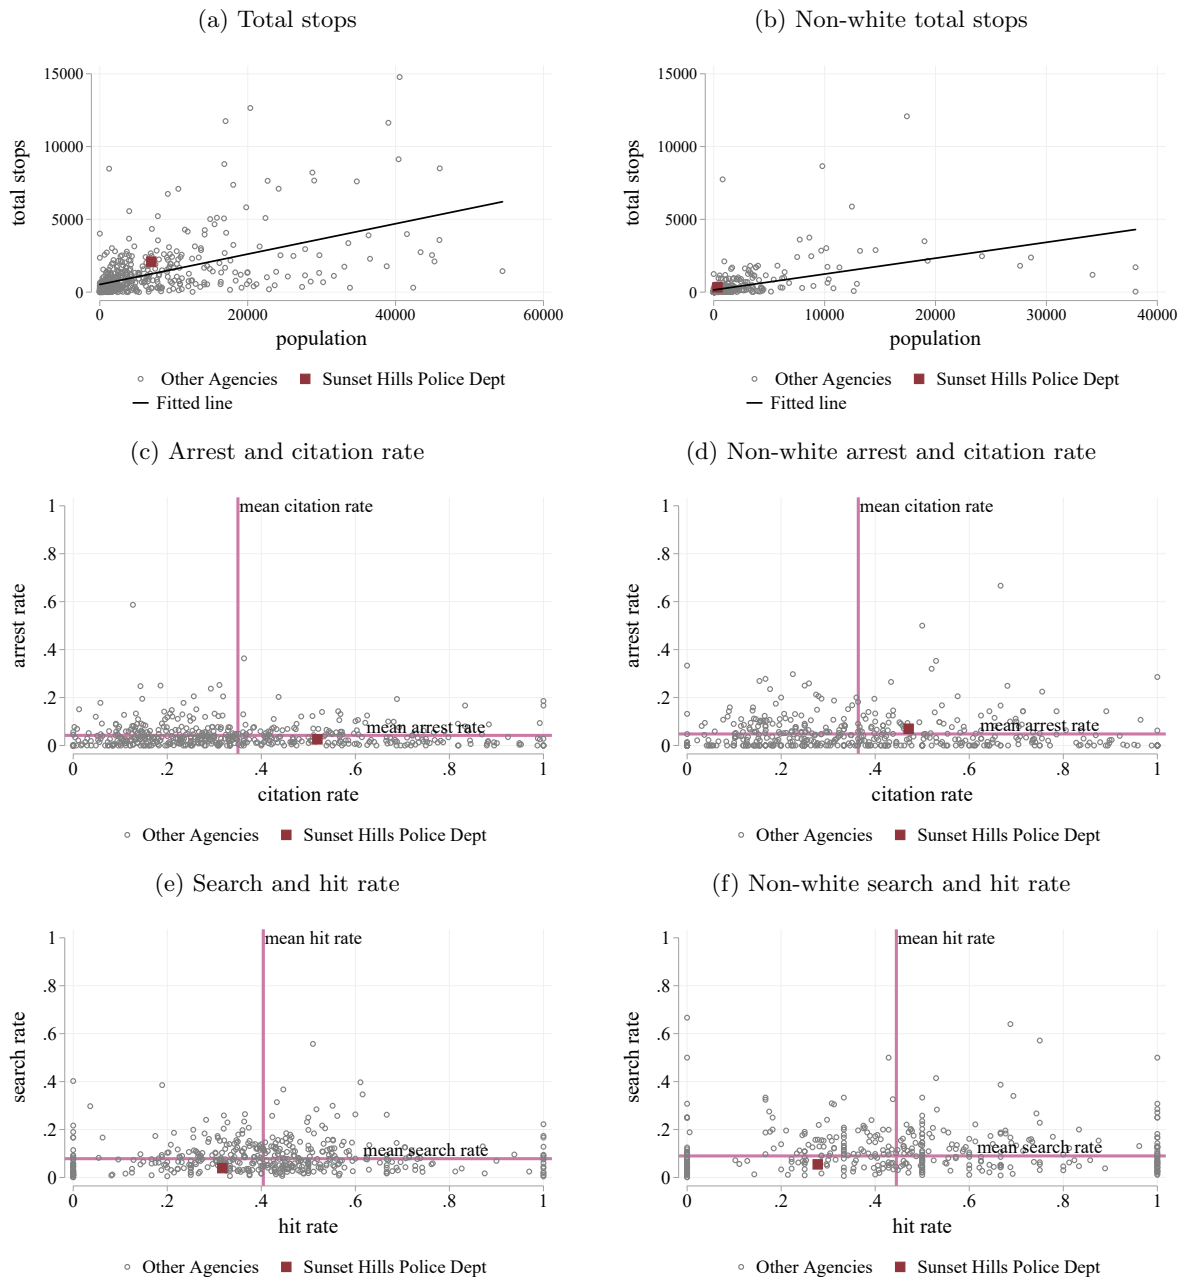 (a) Total stops
(b) Non-white total stops
15000
10000
5000
0
total stops
0 20000 40000 60000
population
Other Agencies Sunset Hills Police Dept
Fitted line
15000
10000
5000
0
total stops
0 10000 20000 30000 40000
population
Other Agencies Sunset Hills Police Dept
Fitted line
(c) Arrest and citation rate
(d) Non-white arrest and citation rate
1
.8
.6
.4
.2
0
arrest rate
mean citation rate
mean arrest rate
0 .2 .4 .6 .8 1
citation rate
Other Agencies Sunset Hills Police Dept
1
.8
.6
.4
.2
0
arrest rate
mean citation rate
mean arrest rate
0 .2 .4 .6 .8 1
citation rate
Other Agencies Sunset Hills Police Dept
(e) Search and hit rate
(f) Non-white search and hit rate
1
.8
.6
.4
.2
0
search rate
mean hit rate
mean search rate
0 .2 .4 .6 .8 1
hit rate
Other Agencies Sunset Hills Police Dept
1
.8
.6
.4
.2
0
search rate
mean hit rate
mean search rate
0 .2 .4 .6 .8 1
hit rate
Other Agencies Sunset Hills Police Dept